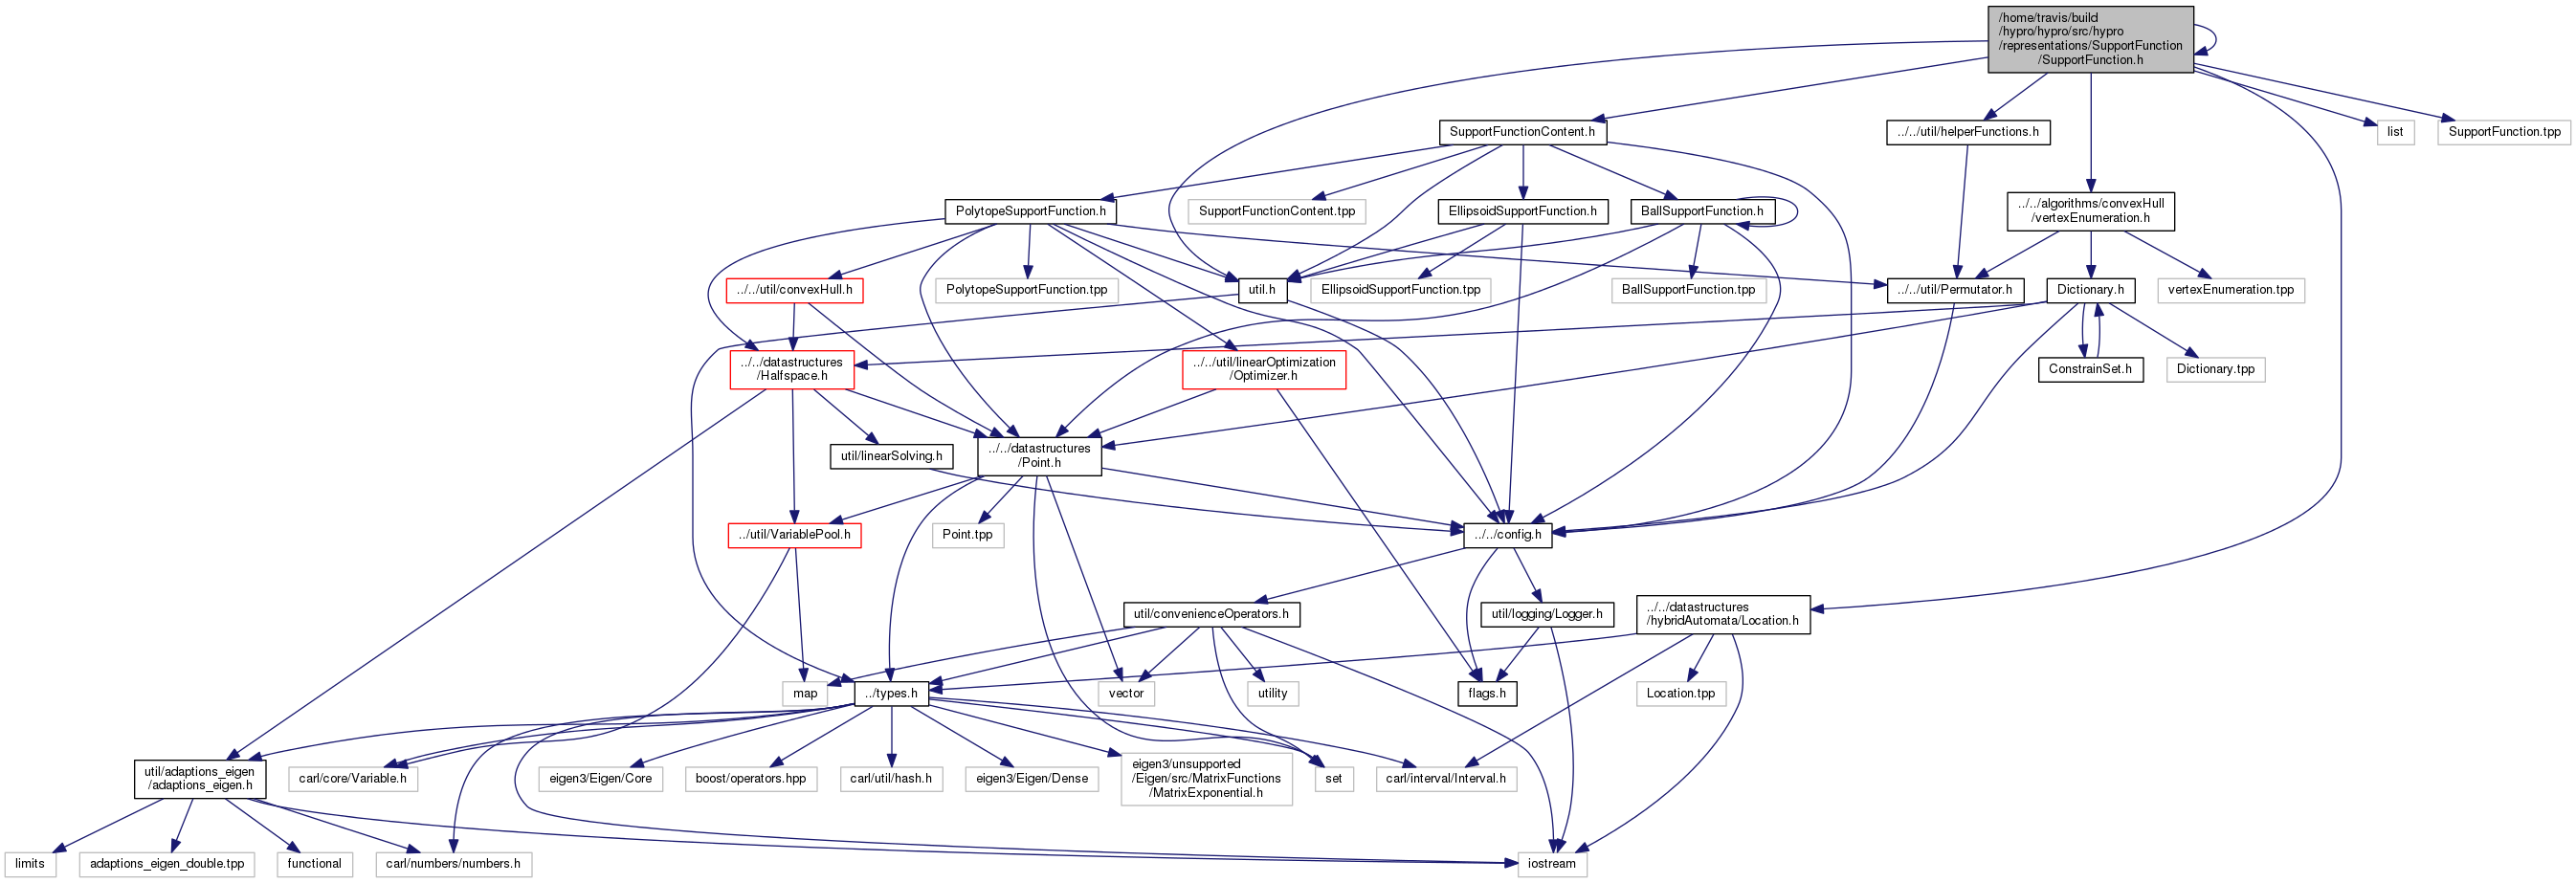 /home/travis/build
/hypro/hypro/src/hypro
/representations/SupportFunction
/SupportFunction.h
SupportFunctionContent.h
../../util/helperFunctions.h
list
SupportFunction.tpp
PolytopeSupportFunction.h
SupportFunctionContent.tpp
EllipsoidSupportFunction.h
BallSupportFunction.h
../../algorithms/convexHull
/vertexEnumeration.h
../../util/convexHull.h
PolytopeSupportFunction.tpp
util.h
EllipsoidSupportFunction.tpp
BallSupportFunction.tpp
../../util/Permutator.h
Dictionary.h
vertexEnumeration.tpp
../../datastructures
/Halfspace.h
../../util/linearOptimization
/Optimizer.h
ConstrainSet.h
Dictionary.tpp
util/linearSolving.h
../../datastructures
/Point.h
../util/VariablePool.h
Point.tpp
../../config.h
util/convenienceOperators.h
util/logging/Logger.h
../../datastructures
/hybridAutomata/Location.h
map
../types.h
vector
utility
flags.h
Location.tpp
util/adaptions_eigen
/adaptions_eigen.h
carl/core/Variable.h
eigen3/Eigen/Core
boost/operators.hpp
carl/util/hash.h
eigen3/Eigen/Dense
eigen3/unsupported
/Eigen/src/MatrixFunctions
/MatrixExponential.h
set
carl/interval/Interval.h
limits
adaptions_eigen_double.tpp
functional
carl/numbers/numbers.h
iostream